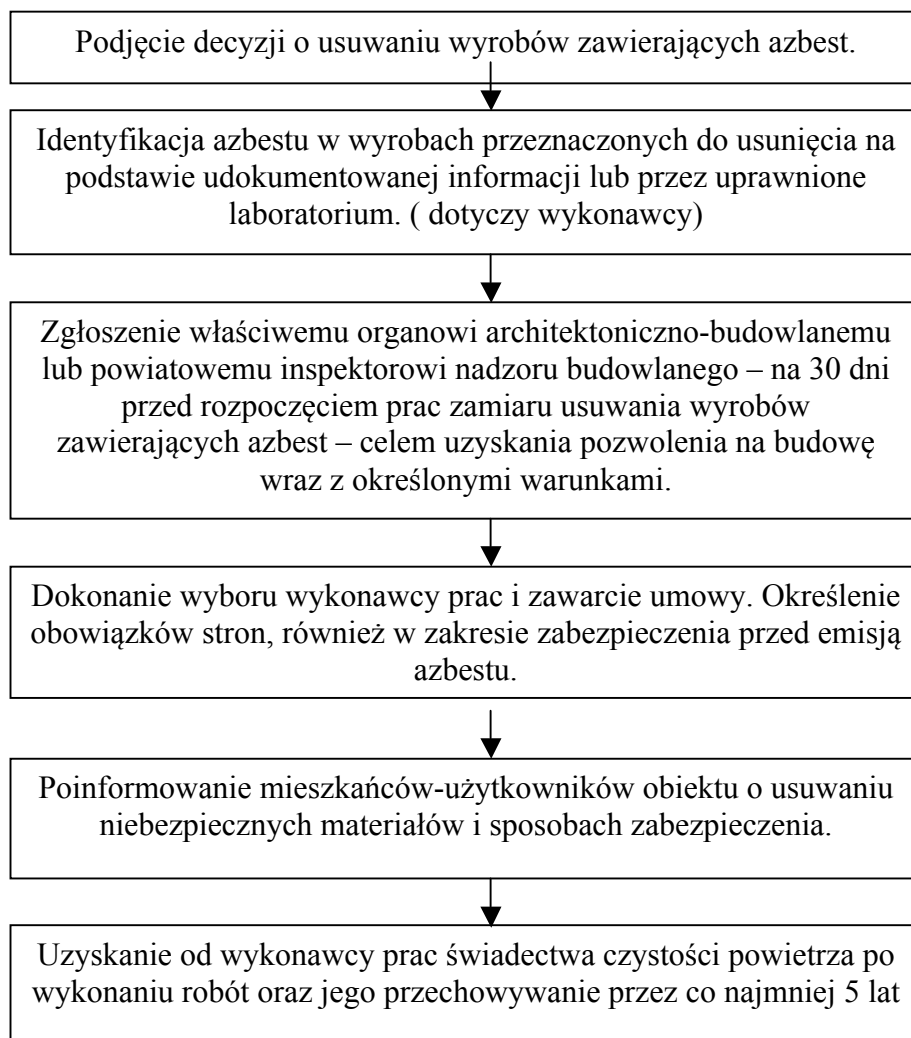 Podjęcie decyzji o usuwaniu wyrobów zawierających azbest.
Identyfikacja azbestu w wyrobach przeznaczonych do usunięcia na
podstawie udokumentowanej informacji lub przez uprawnione
laboratorium. ( dotyczy wykonawcy)
Zgłoszenie właściwemu organowi architektoniczno-budowlanemu
lub powiatowemu inspektorowi nadzoru budowlanego – na 30 dni
przed rozpoczęciem prac zamiaru usuwania wyrobów
zawierających azbest – celem uzyskania pozwolenia na budowę
wraz z określonymi warunkami.
Dokonanie wyboru wykonawcy prac i zawarcie umowy. Określenie
obowiązków stron, również w zakresie zabezpieczenia przed emisją
azbestu.
Poinformowanie mieszkańców-użytkowników obiektu o usuwaniu
niebezpiecznych materiałów i sposobach zabezpieczenia.
Uzyskanie od wykonawcy prac świadectwa czystości powietrza po
wykonaniu robót oraz jego przechowywanie przez co najmniej 5 lat